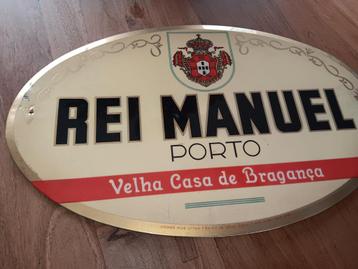 REI MANUEL
PORTO
Velha Casa de Bragança